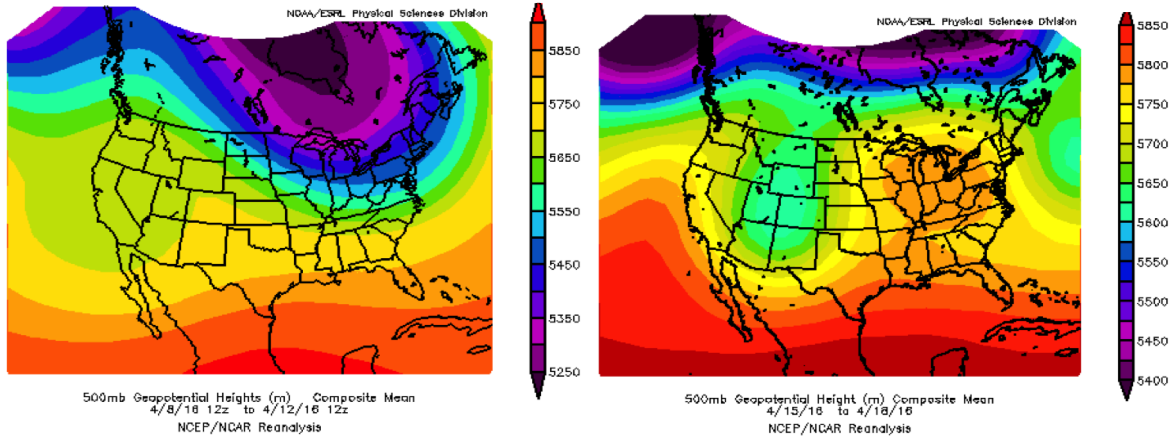 NOAA/ESRL Physical Sciences Division
5850
5750
5650
5550
5450
5350
5250
500mb Geopotential Heights (m) Composite Mean
4/8/16 12z to 4/12/16 12z
NCEP/NCAR Reanalysis
NOAA/ESRL Physical Sciences Division
5850
5800
5750
5700
5650
5600
5550
5500
5450
5400
500mb Geopotential Heights (m) Composite Mean
4/15/16 to 4/18/16
NCEP/NCAR Reanalysis